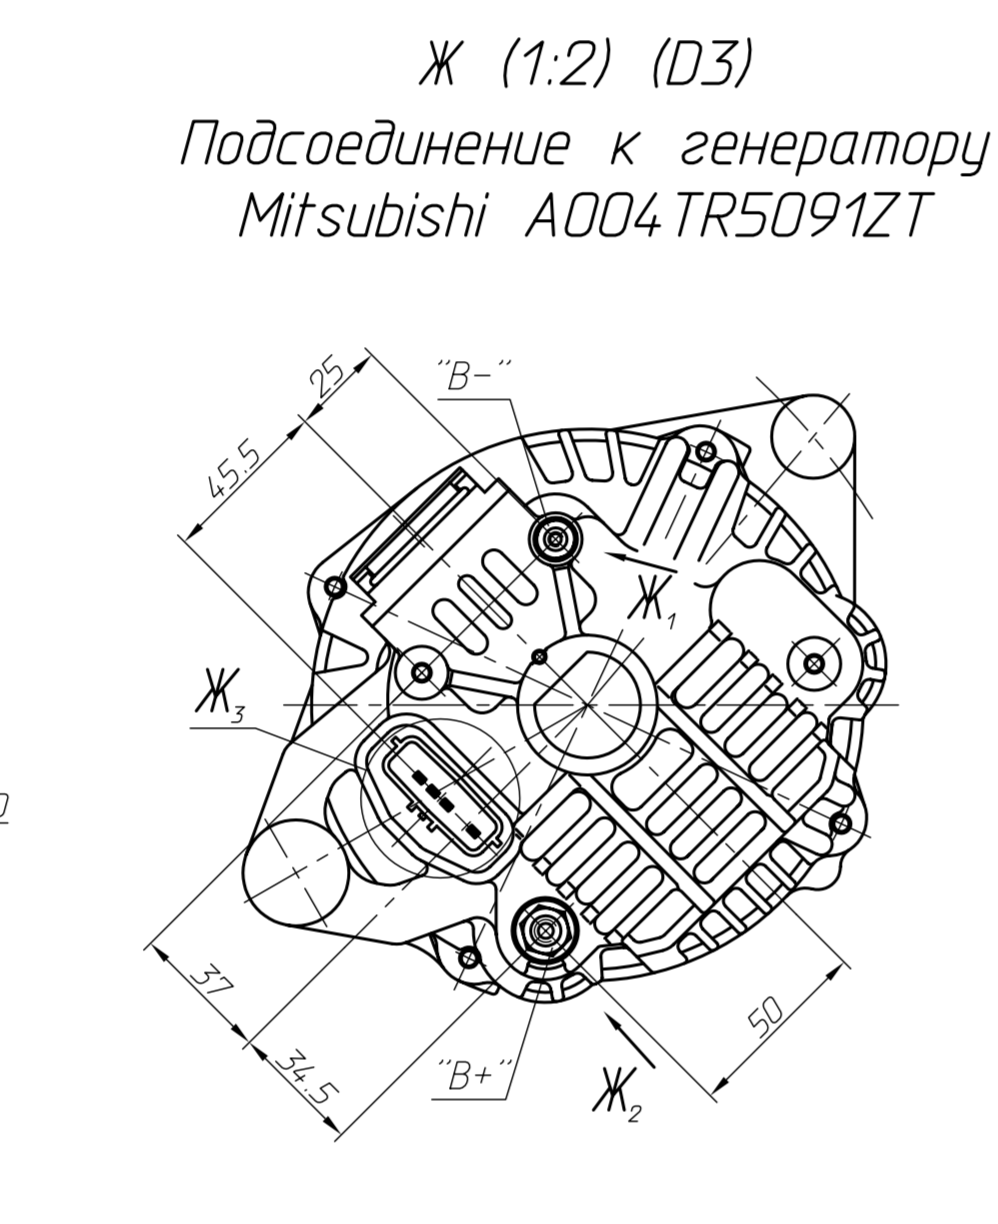 Ж (1:2) (D3)
Подсоединение к генератору
Mitsubishi A004TR5091ZT
25
"B-"
45.5
Ж1
Ж3
37
34.5
"B+"
50
Ж2